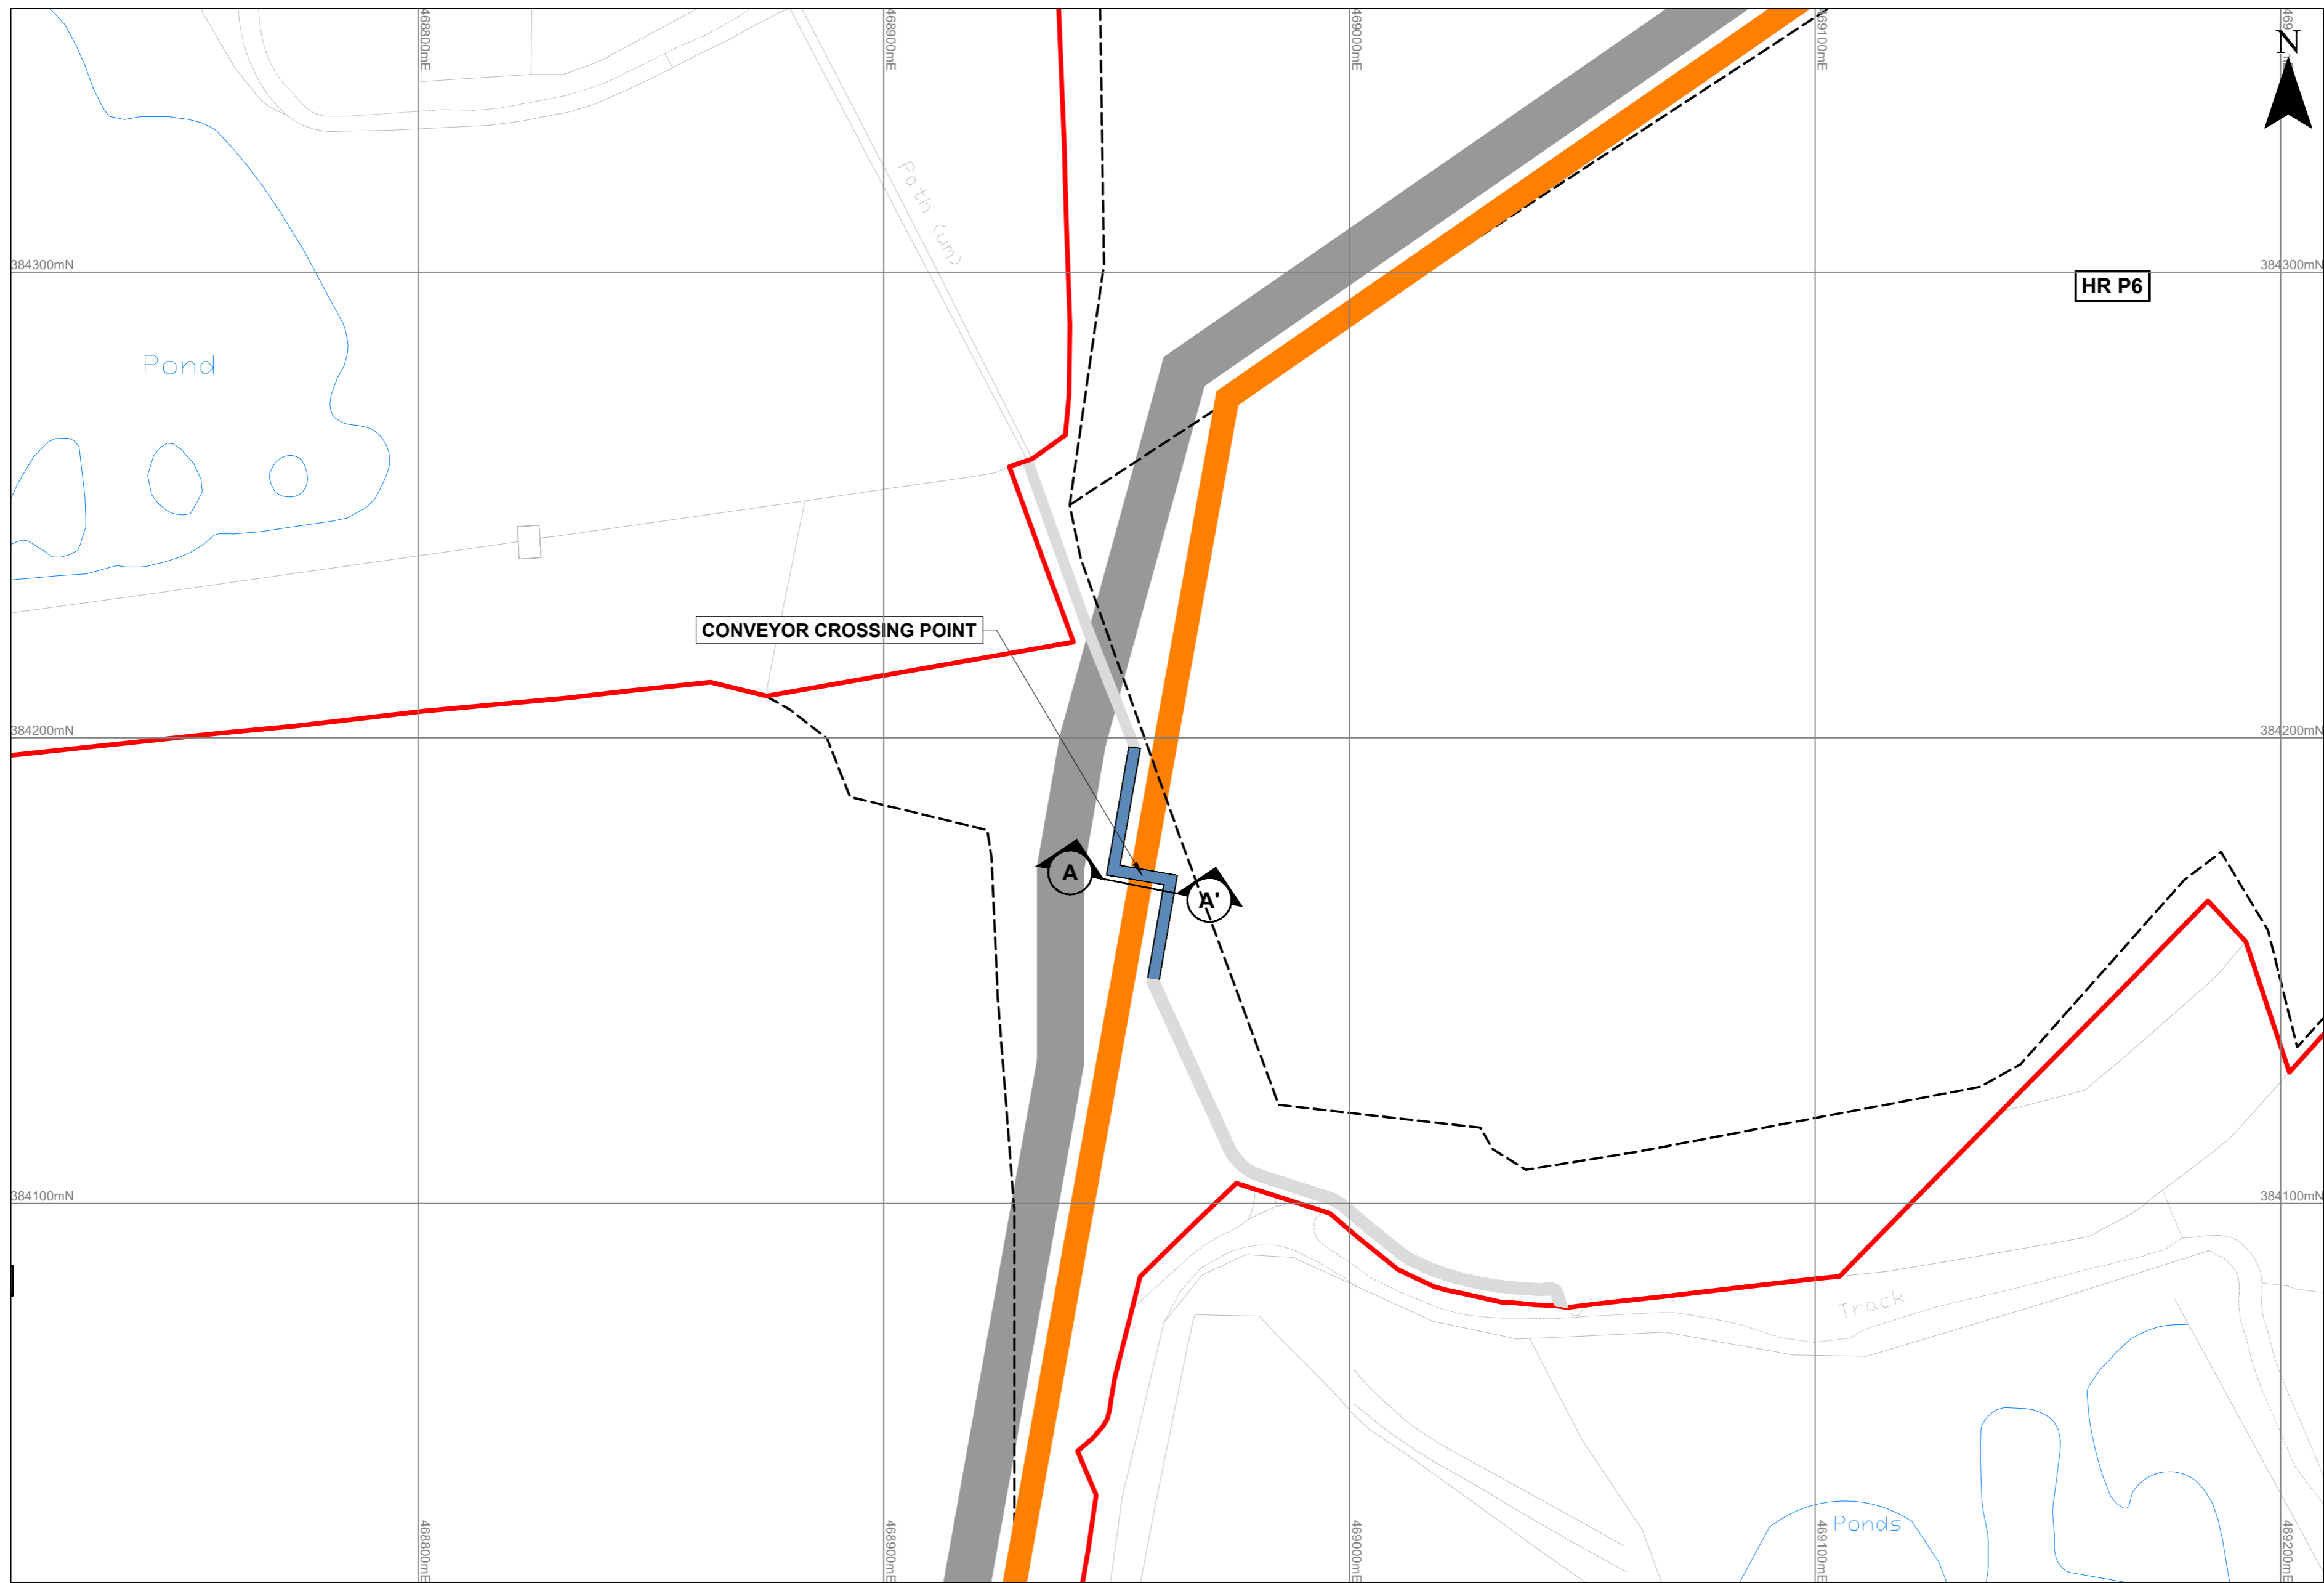 468800mE
468900mE
469000mE
469100mE
N
Path (um)
384300mN
384300mN
HR P6
Pond
CONVEYOR CROSSING POINT
384200mN
384200mN
A
A'
384100mN
384100mN
Track
Ponds
468800mE
468900mE
469000mE
469100mE
469200mE